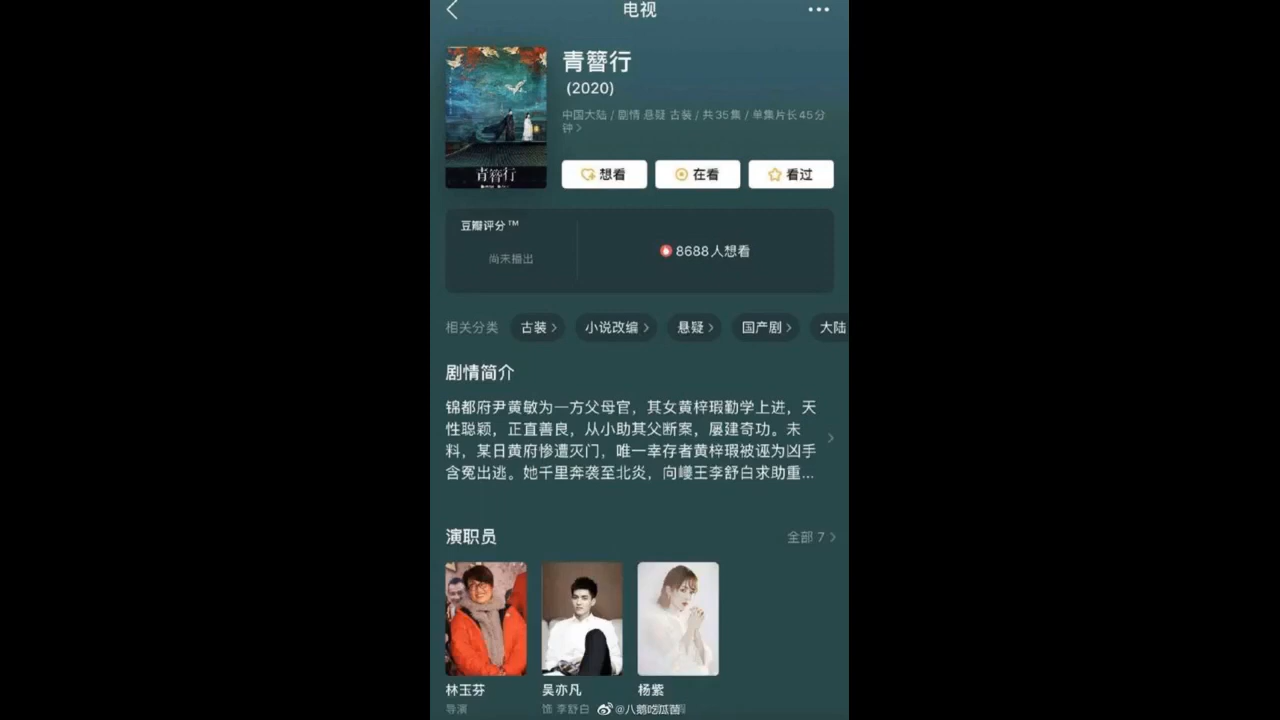 电视
青簪行
(2020)
中国大陆 / 剧情 悬疑 古装 / 共35集 / 单集片长45分
钟
想看
在看
看过
青簪行
豆瓣评分™
尚未播出
8688人想看
相关分类
古装
小说改编
悬疑
国产剧
大陆
剧情简介
锦都府尹黄敏为一方父母官，其女黄梓瑕勤学上进，天
性聪颖，正直善良，从小助其父断案，屡建奇功。未
料，某日黄府惨遭灭门，唯一幸存者黄梓瑕被诬为凶手
含冤出逃。她千里奔袭至北炎，向巙王李舒白求助重...
演职员
全部 7
林玉芬
吴亦凡
杨紫
导演
饰 李舒白
@八鹅吃瓜菌